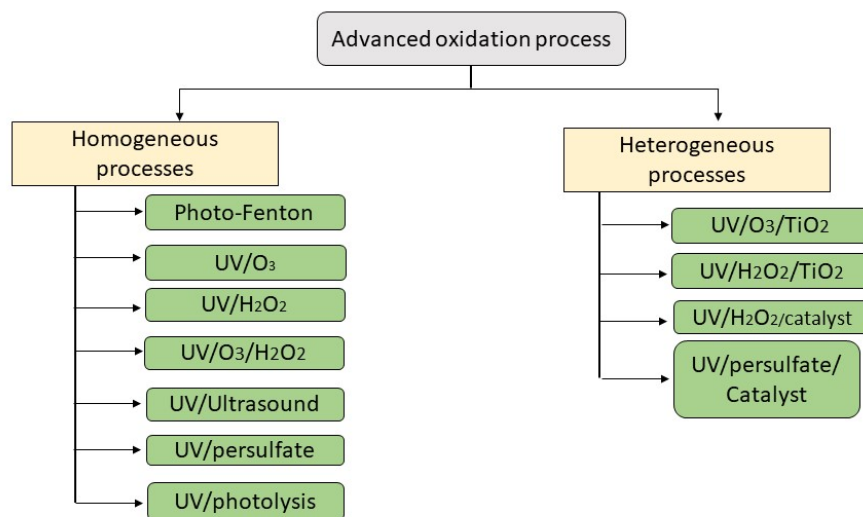 Advanced oxidation process
Homogeneous
processes
Photo-Fenton
UV/O3
UV/H2O2
UV/O3/H2O2
UV/Ultrasound
UV/persulfate
UV/photolysis
Heterogeneous
processes
UV/O3/TiO2
UV/H2O2/TiO2
UV/H2O2/catalyst
UV/persulfate/
Catalyst